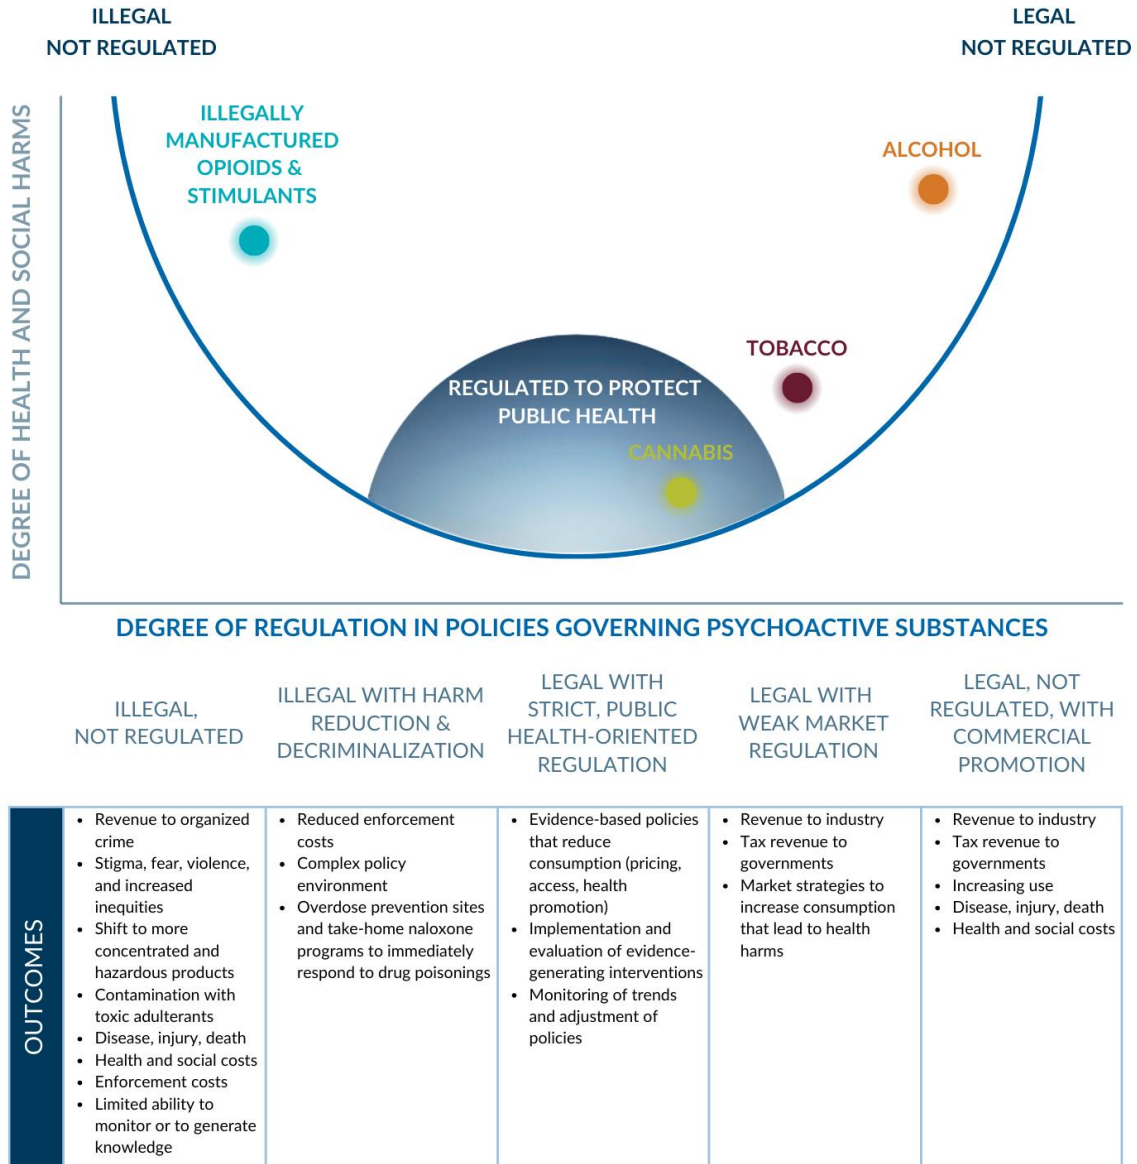 ILLEGAL
NOT REGULATED
LEGAL
NOT REGULATED
DEGREE OF HEALTH AND SOCIAL HARMS
ILLEGALLY
MANUFACTURED
OPIOIDS &
STIMULANTS
ALCOHOL
TOBACCO
REGULATED TO PROTECT
PUBLIC HEALTH
CANNABIS
DEGREE OF REGULATION IN POLICIES GOVERNING PSYCHOACTIVE SUBSTANCES
ILLEGAL,
NOT REGULATED
ILLEGAL WITH HARM
REDUCTION &
DECRIMINALIZATION
LEGAL WITH
STRICT, PUBLIC
HEALTH-ORIENTED
REGULATION
LEGAL WITH
WEAK MARKET
REGULATION
LEGAL, NOT
REGULATED, WITH
COMMERCIAL
PROMOTION
OUTCOMES
• Revenue to organized
crime
• Stigma, fear, violence,
and increased
inequities
• Shift to more
concentrated and
hazardous products
• Contamination with
toxic adulterants
• Disease, injury, death
• Health and social costs
• Enforcement costs
• Limited ability to
monitor or to generate
knowledge
• Reduced enforcement
costs
• Complex policy
environment
• Overdose prevention sites
and take-home naloxone
programs to immediately
respond to drug poisonings
• Evidence-based policies
that reduce
consumption (pricing,
access, health
promotion)
• Implementation and
evaluation of evidence-
generating interventions
• Monitoring of trends
and adjustment of
policies
• Revenue to industry
• Tax revenue to
governments
• Market strategies to
increase consumption
that lead to health
harms
• Revenue to industry
• Tax revenue to
governments
• Increasing use
• Disease, injury, death
• Health and social costs